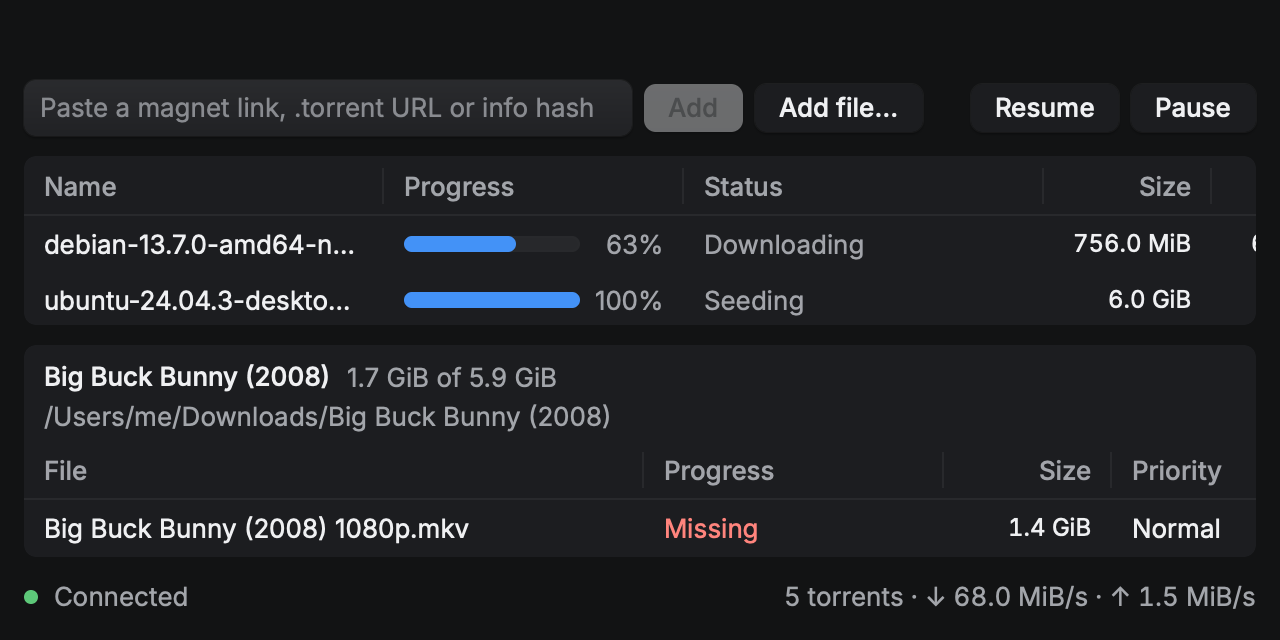 Paste a magnet link, .torrent URL or info hash Add Add file... Resume Pause
Name Progress Status Size
debian-13.7.0-amd64-n... 63% Downloading 756.0 MiB
ubuntu-24.04.3-deskto... 100% Seeding 6.0 GiB
Big Buck Bunny (2008) 1.7 GiB of 5.9 GiB
/Users/me/Downloads/Big Buck Bunny (2008)
File Progress Size Priority
Big Buck Bunny (2008) 1080p.mkv Missing 1.4 GiB Normal
Connected 5 torrents · ↓ 68.0 MiB/s · ↑ 1.5 MiB/s